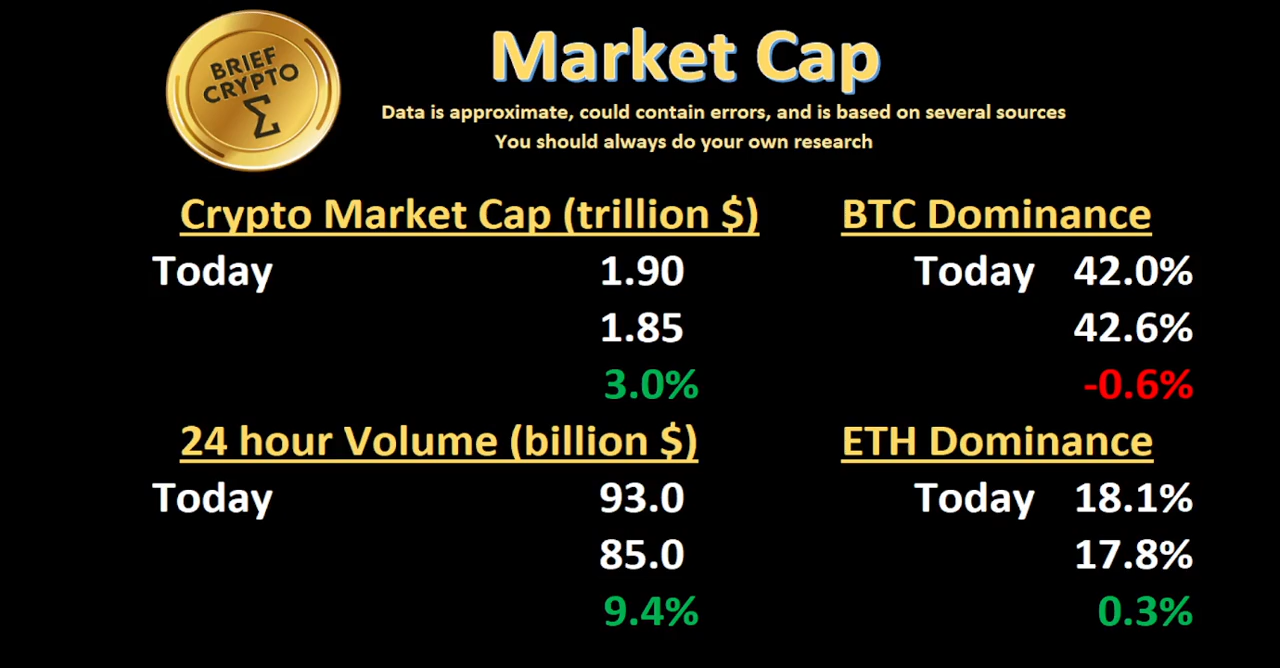 BRIEF
CRYPTO
Σ
Market Cap
Data is approximate, could contain errors, and is based on several sources
You should always do your own research
Crypto Market Cap (trillion $)
Today 1.90
1.85
3.0%
BTC Dominance
Today 42.0%
42.6%
-0.6%
24 hour Volume (billion $)
Today 93.0
85.0
9.4%
ETH Dominance
Today 18.1%
17.8%
0.3%